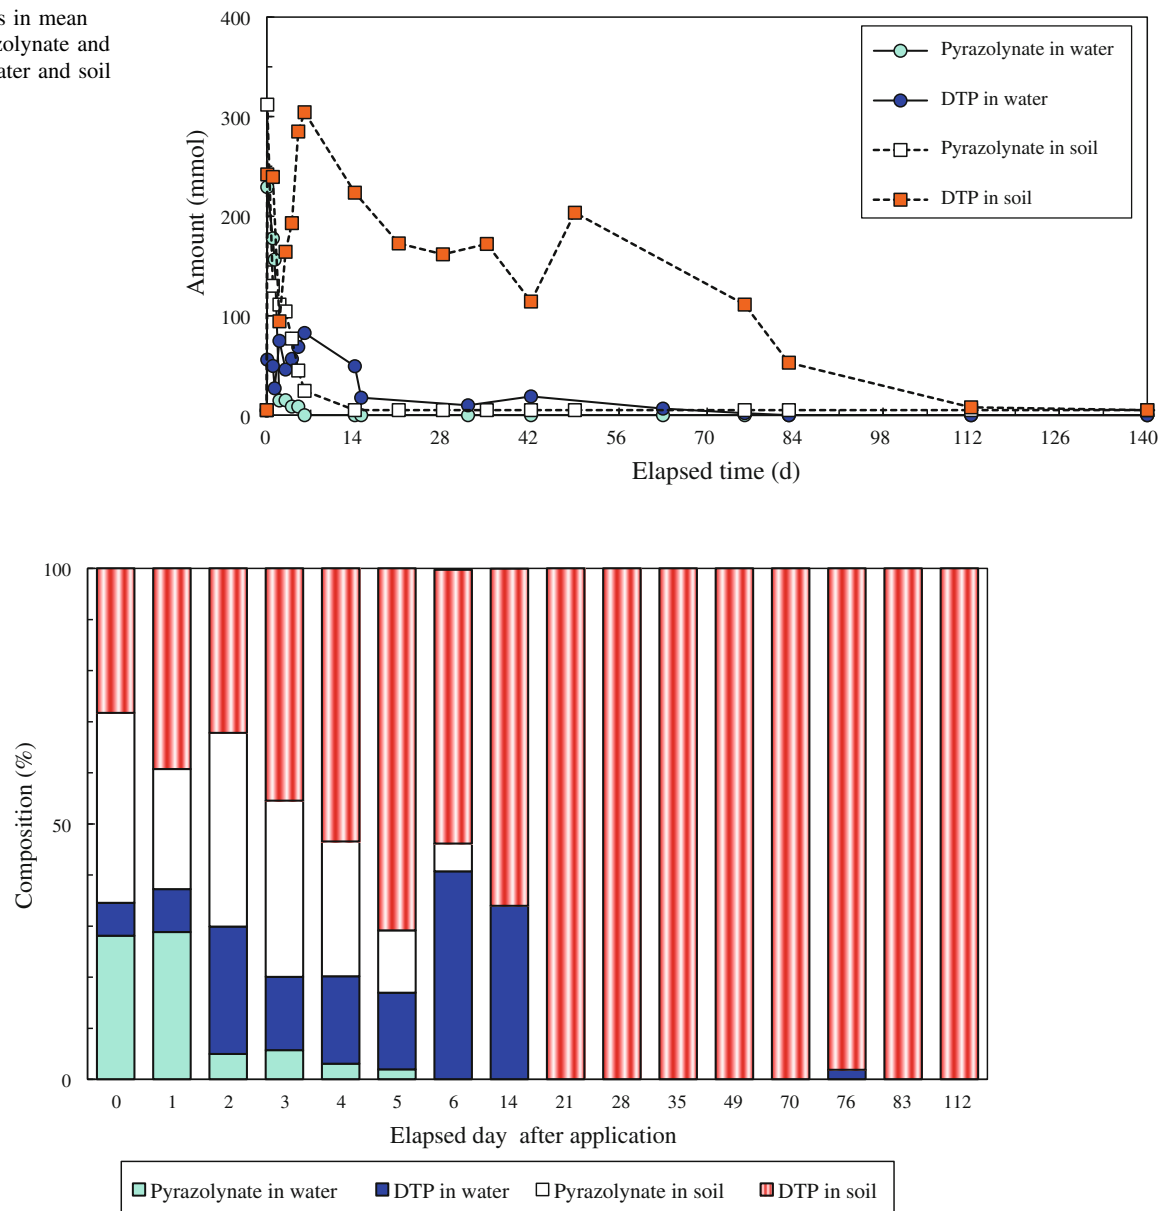 s in mean
zolynate and
ater and soil
400
300
200
100
0
Amount (mmol)
Pyrazolynate in water
DTP in water
Pyrazolynate in soil
DTP in soil
0 14 28 42 56 70 84 98 112 126 140
Elapsed time (d)
100
50
0
Composition (%)
0 1 2 3 4 5 6 14 21 28 35 49 70 76 83 112
Elapsed day after application
Pyrazolynate in water DTP in water Pyrazolynate in soil DTP in soil